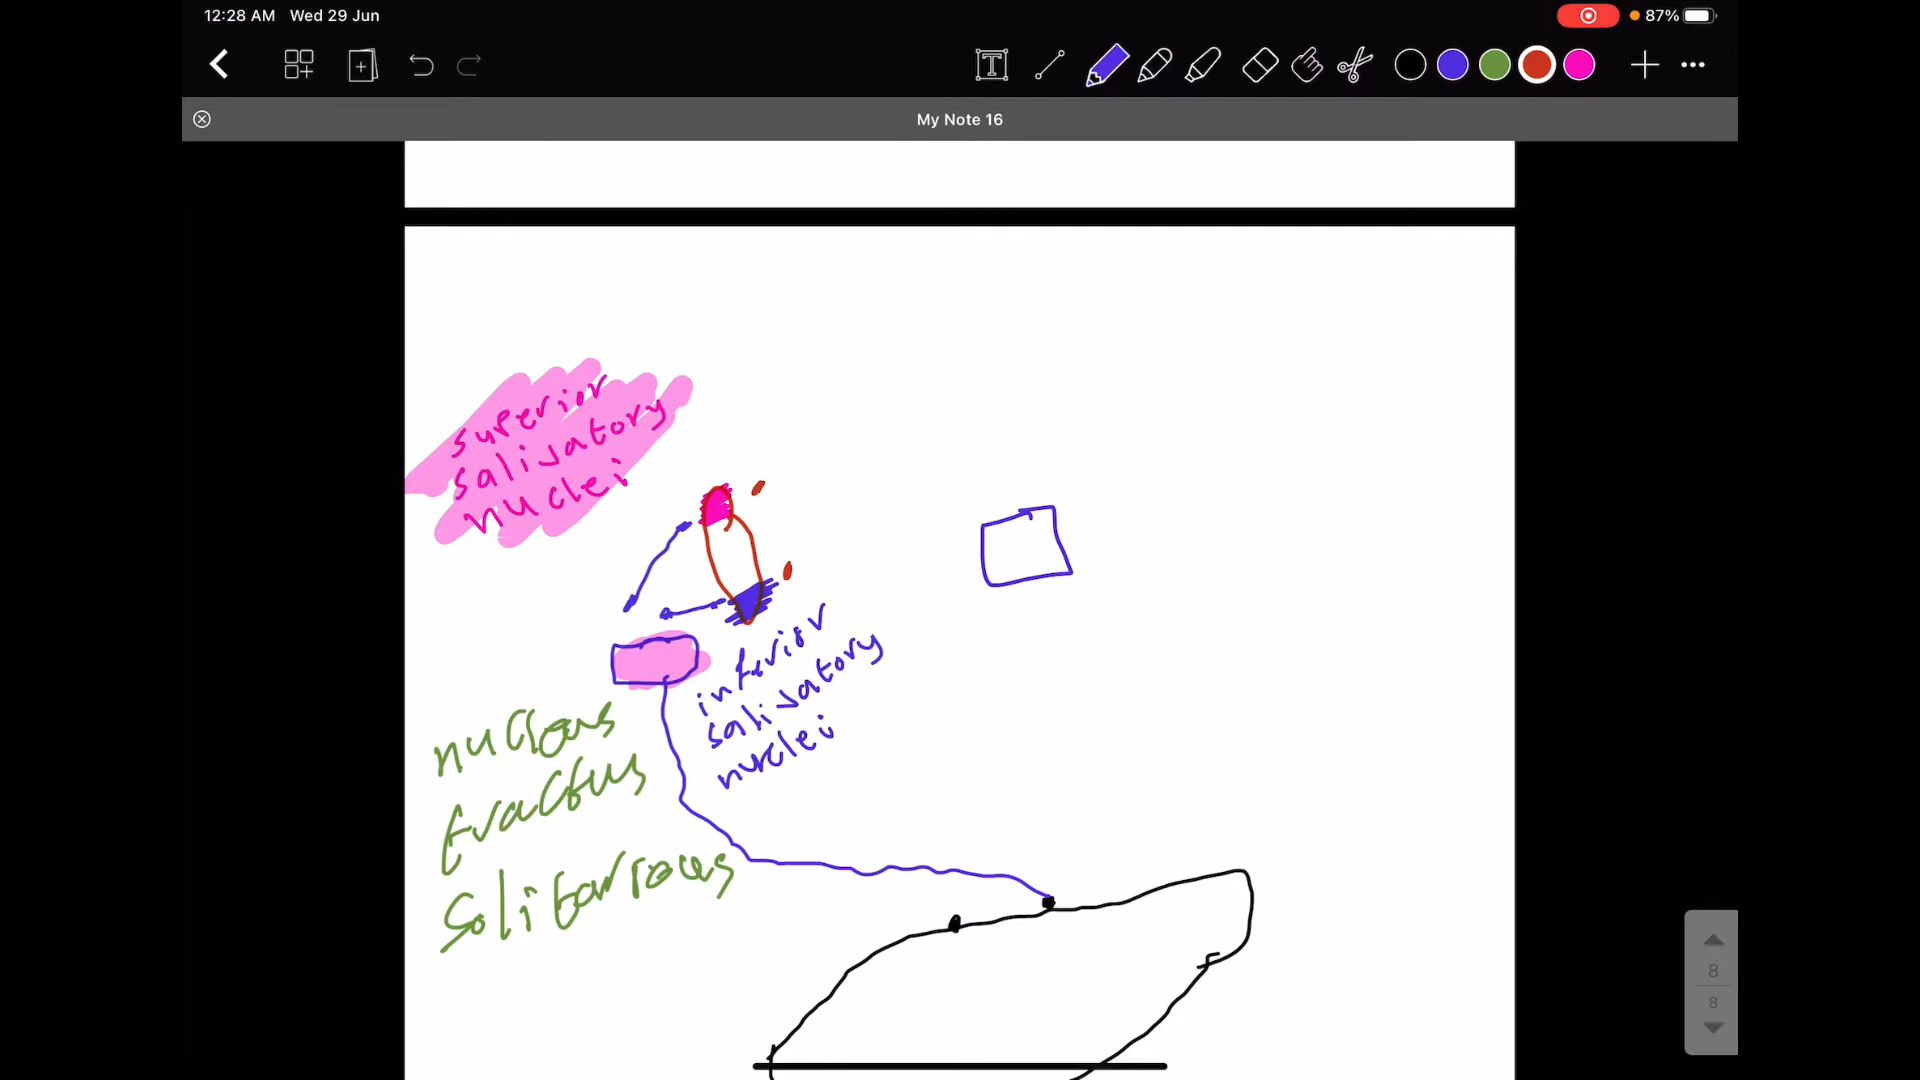 12:28 AM Wed 29 Jun
87%
T
My Note 16
superior
salivatory
nuclei
inferior
salivatory
nuclei
nucleus
tractus
solitarious
8
8